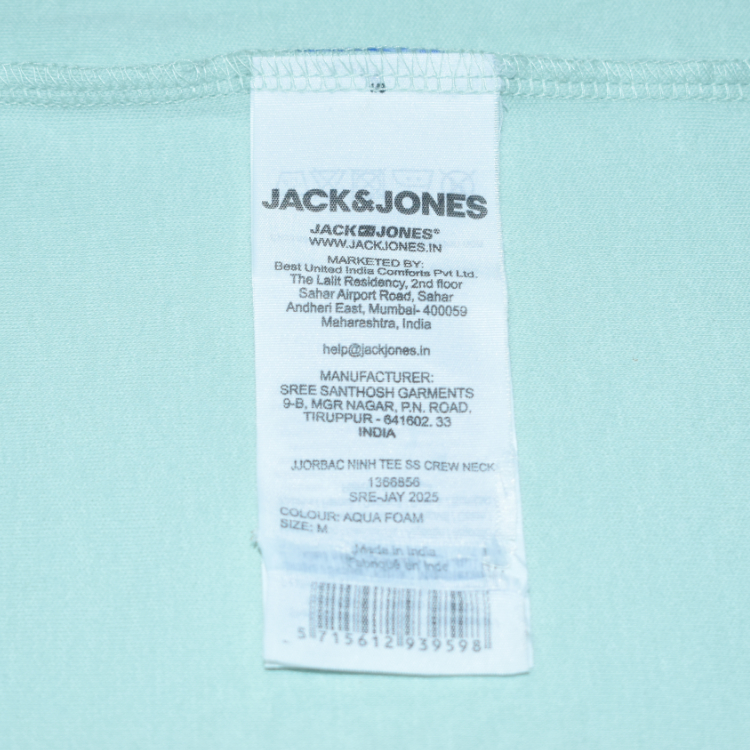 JACK&JONES
JACK JONES®
WWW.JACKJONES.IN
MARKETED BY:
Best United India Comforts Pvt Ltd.
The Lalit Residency, 2nd floor
Sahar Airport Road, Sahar
Andheri East, Mumbai- 400059
Maharashtra, India
help@jackjones.in
MANUFACTURER:
SREE SANTHOSH GARMENTS
9-B, MGR NAGAR, P.N. ROAD,
TIRUPPUR - 641602. 33
INDIA
JJORBAC NINH TEE SS CREW NECK
1366856
SRE-JAY 2025
COLOUR: AQUA FOAM
SIZE: M
Made in India
Fabriqué en Inde
5 715612 939598